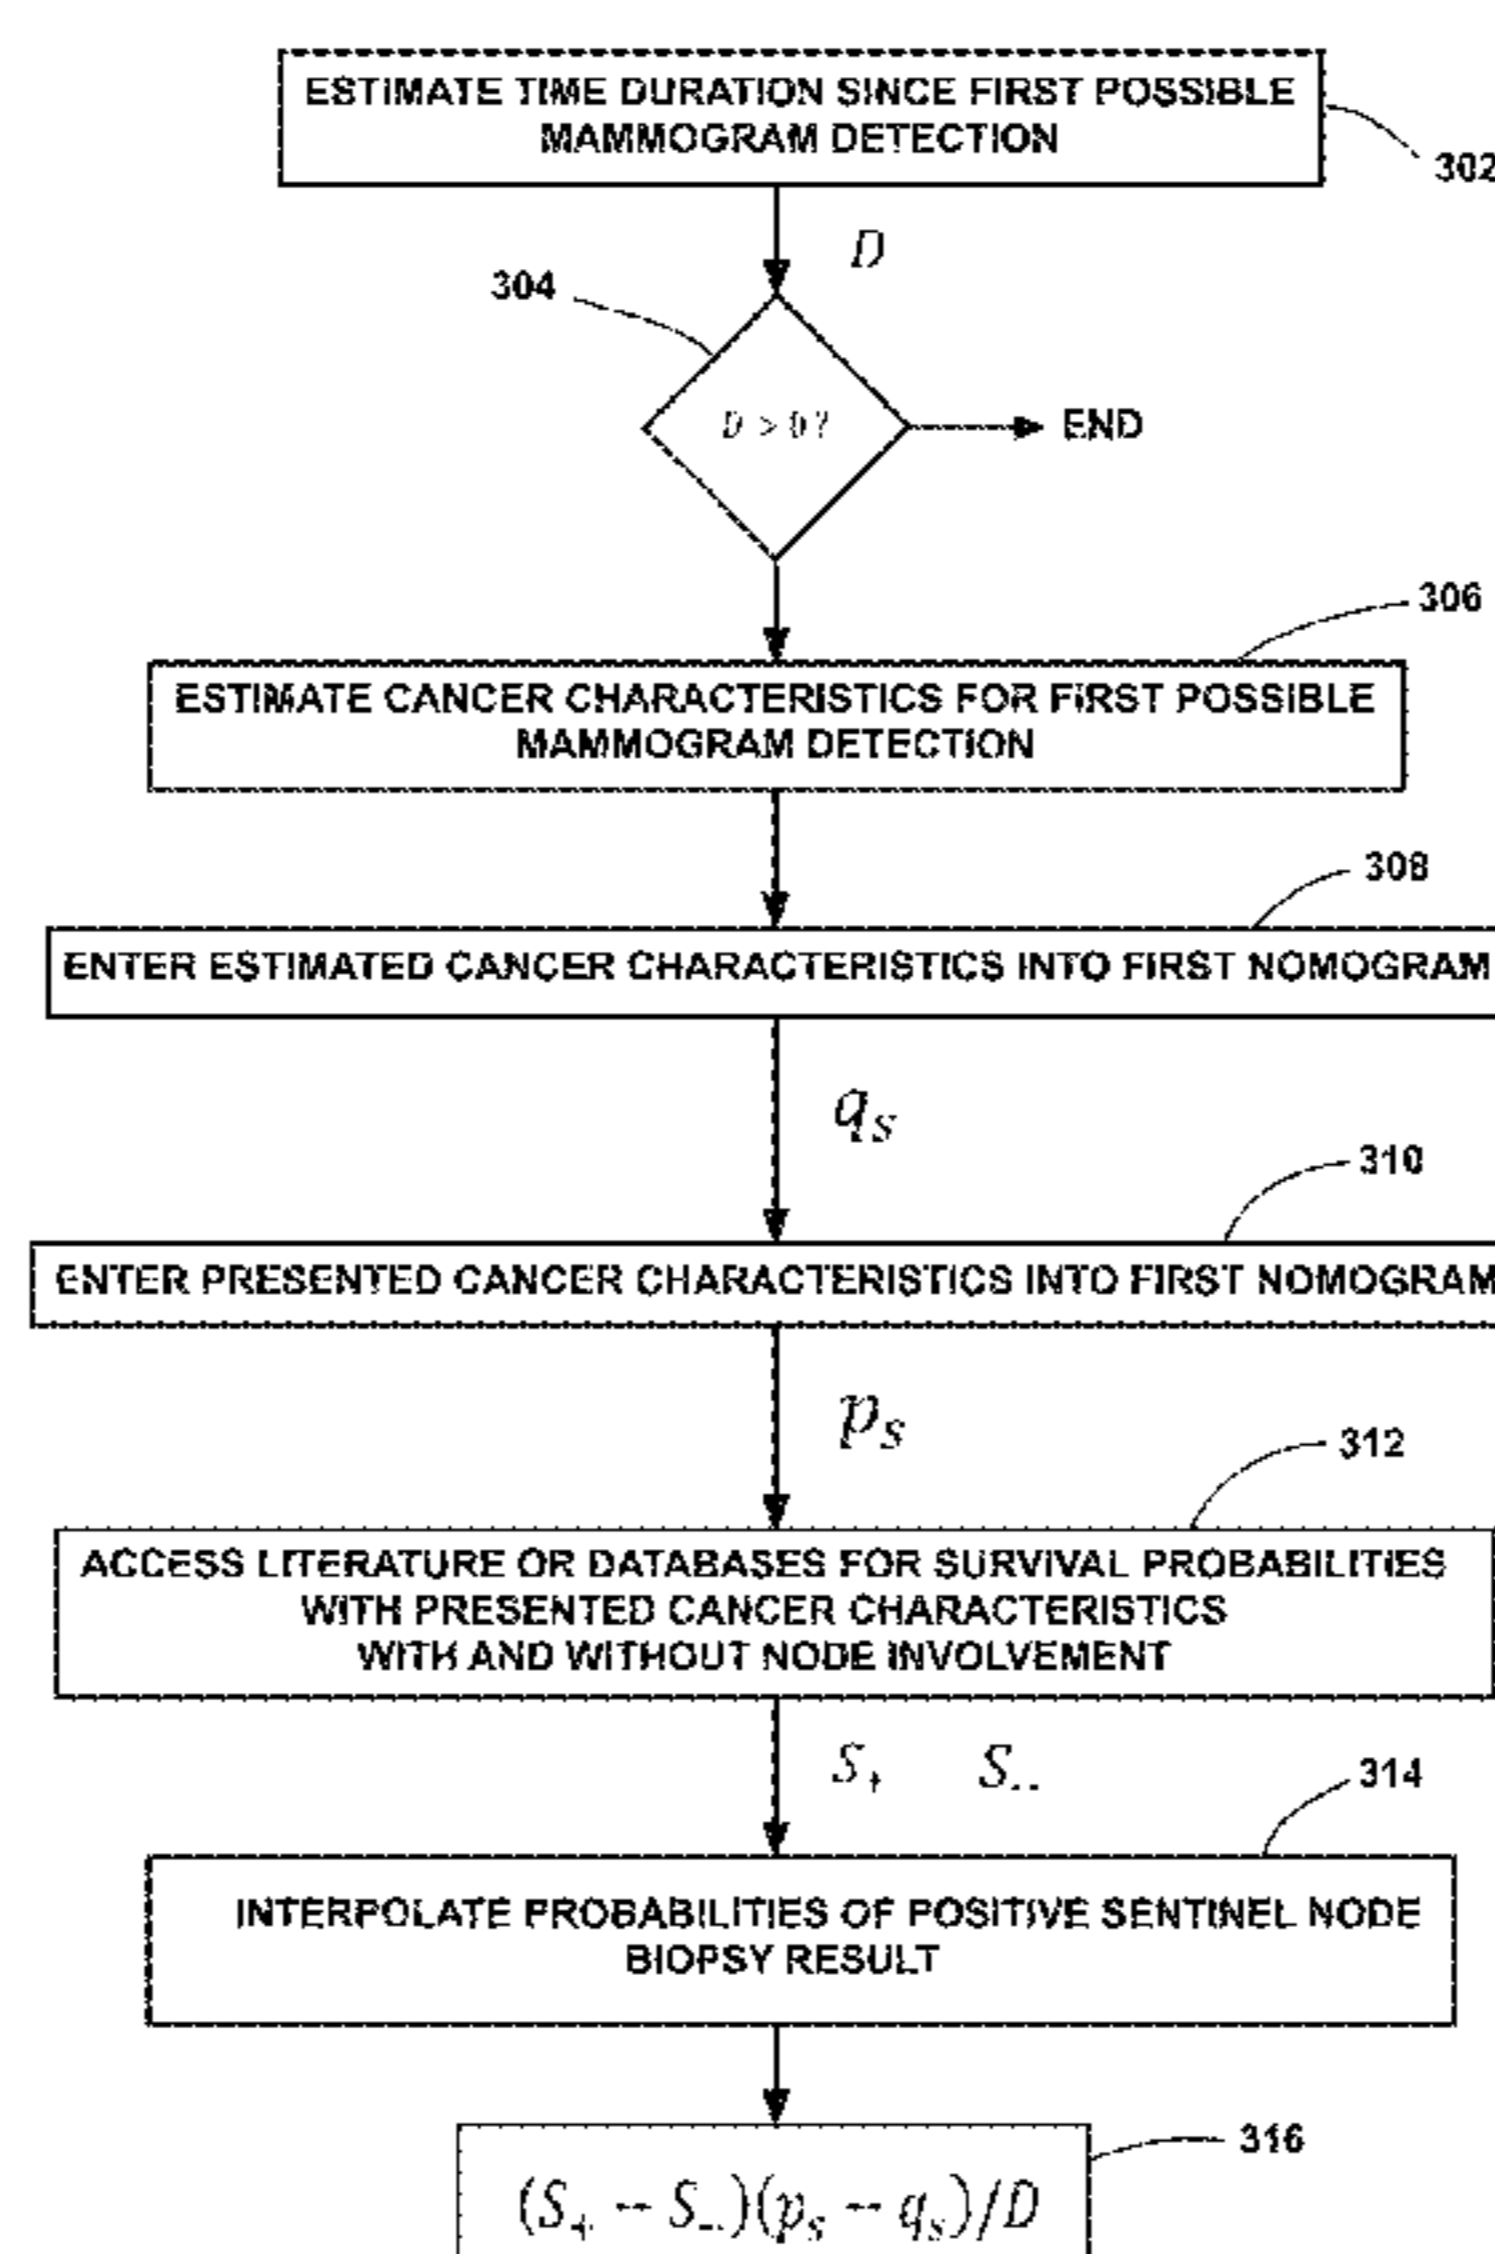 ESTIMATE TIME DURATION SINCE FIRST POSSIBLE
MAMMOGRAM DETECTION
302
D
304
D > 0 ?
END
306
ESTIMATE CANCER CHARACTERISTICS FOR FIRST POSSIBLE
MAMMOGRAM DETECTION
308
ENTER ESTIMATED CANCER CHARACTERISTICS INTO FIRST NOMOGRAM
q_s
310
ENTER PRESENTED CANCER CHARACTERISTICS INTO FIRST NOMOGRAM
p_s
312
ACCESS LITERATURE OR DATABASES FOR SURVIVAL PROBABILITIES
WITH PRESENTED CANCER CHARACTERISTICS
WITH AND WITHOUT NODE INVOLVEMENT
S_+ S_-
314
INTERPOLATE PROBABILITIES OF POSITIVE SENTINEL NODE
BIOPSY RESULT
316
(S_+ - S_-)(p_s - q_s)/D